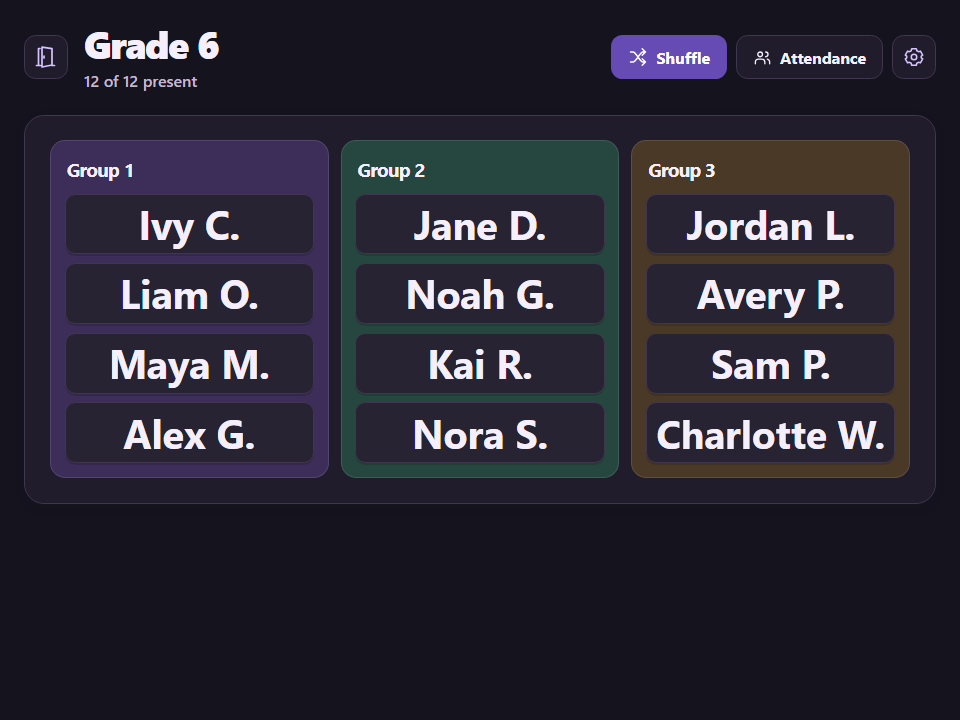 Grade 6
12 of 12 present
Shuffle
Attendance
Group 1
Ivy C.
Liam O.
Maya M.
Alex G.
Group 2
Jane D.
Noah G.
Kai R.
Nora S.
Group 3
Jordan L.
Avery P.
Sam P.
Charlotte W.